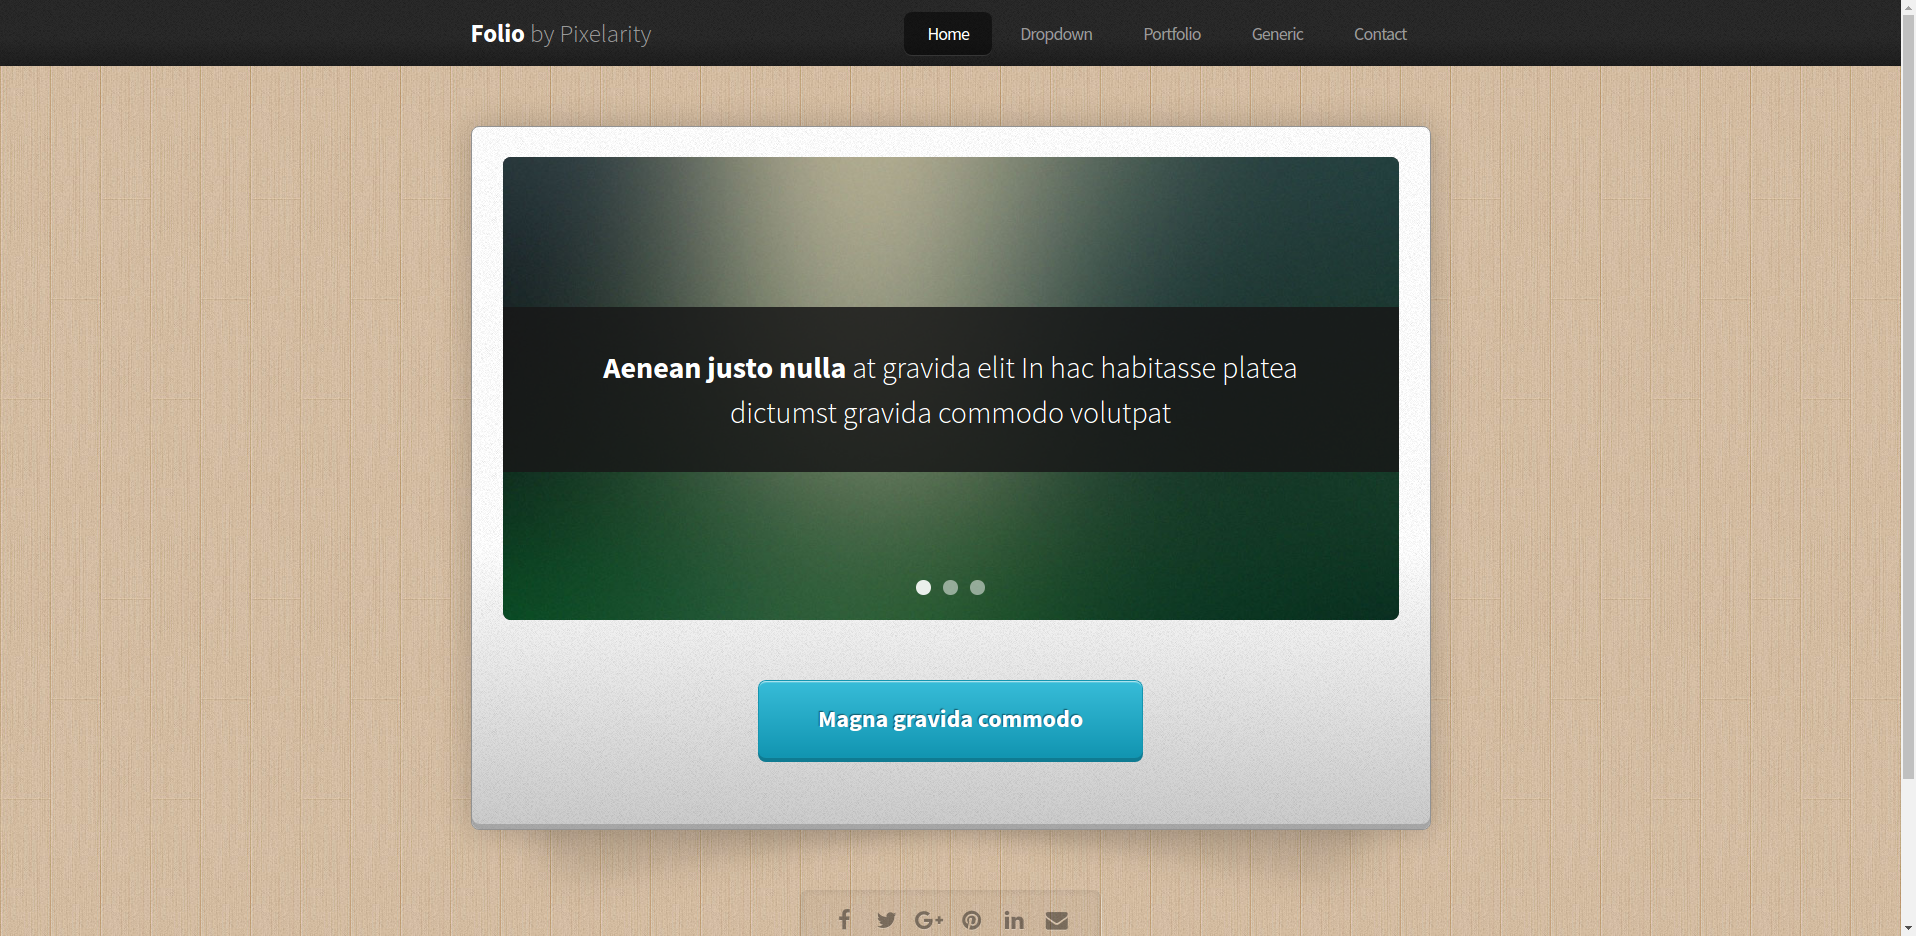 Folio by Pixelarity
Home Dropdown Portfolio Generic Contact
Aenean justo nulla at gravida elit In hac habitasse platea
dictumst gravida commodo volutpat
Magna gravida commodo